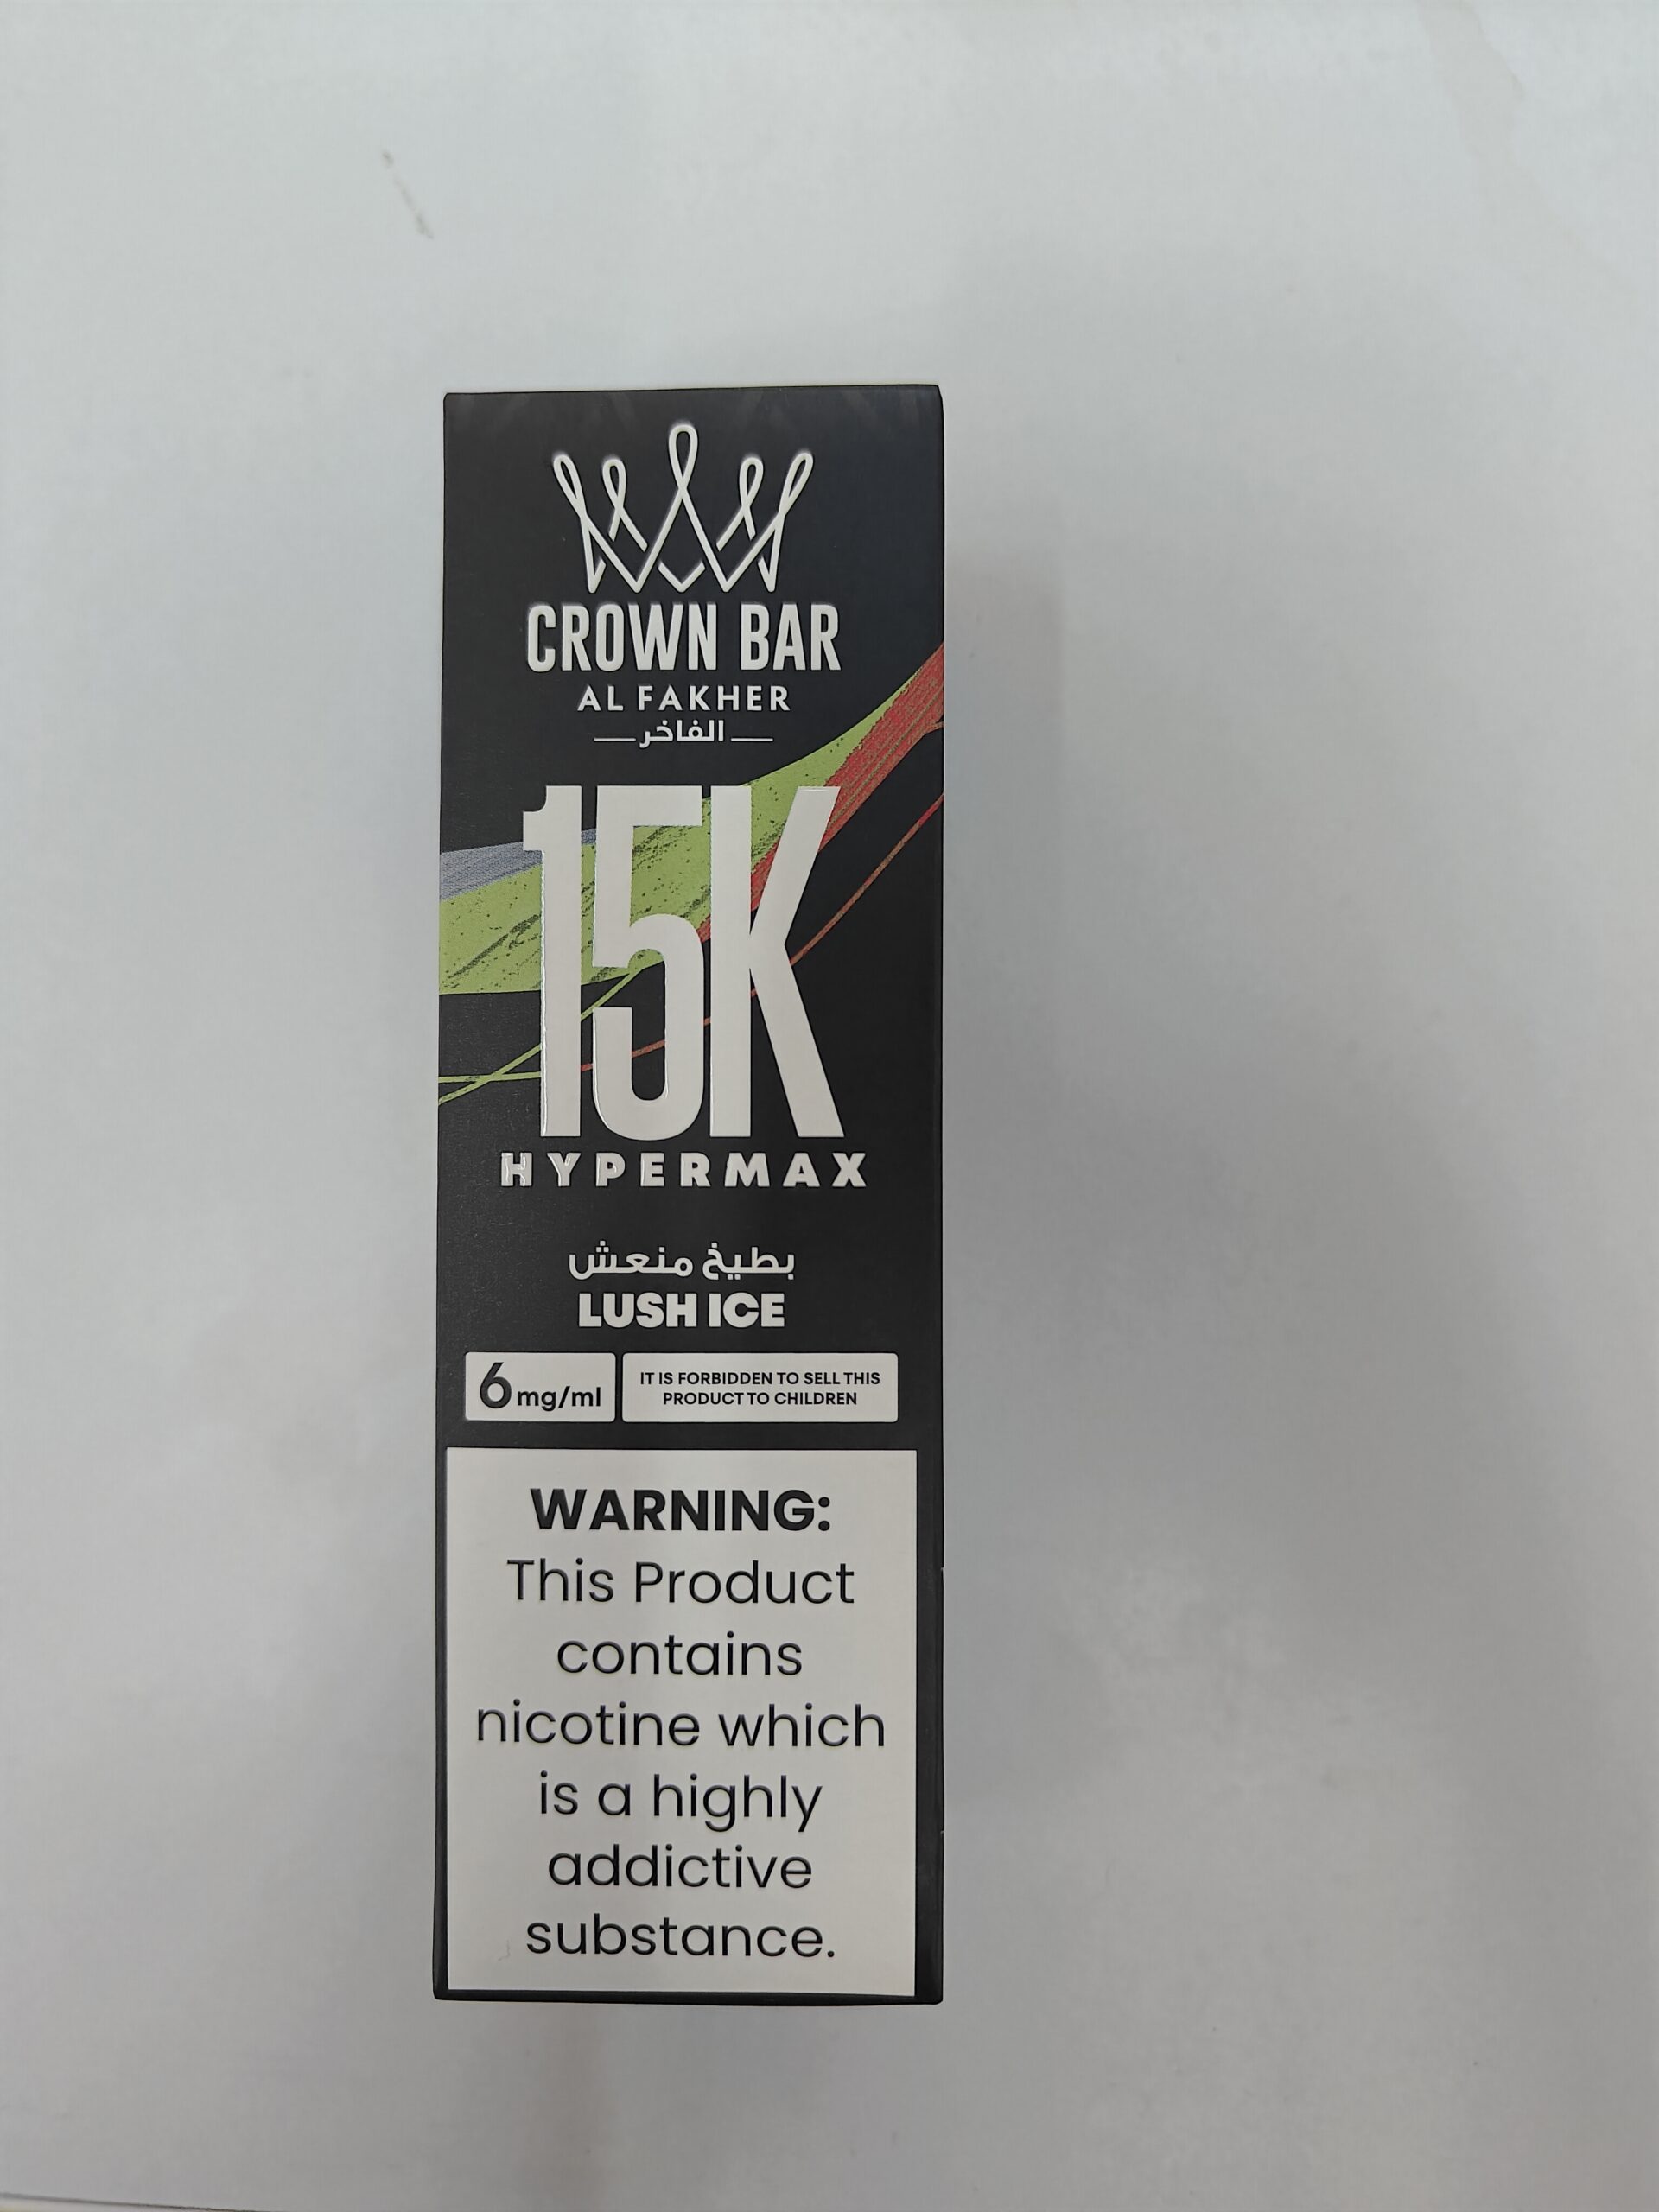 CROWN BAR
AL FAKHER
الفاخر
15K
HYPERMAX
بطيخ منعش
LUSH ICE
6mg/ml
IT IS FORBIDDEN TO SELL THIS
PRODUCT TO CHILDREN
WARNING:
This Product
contains
nicotine which
is a highly
addictive
substance.